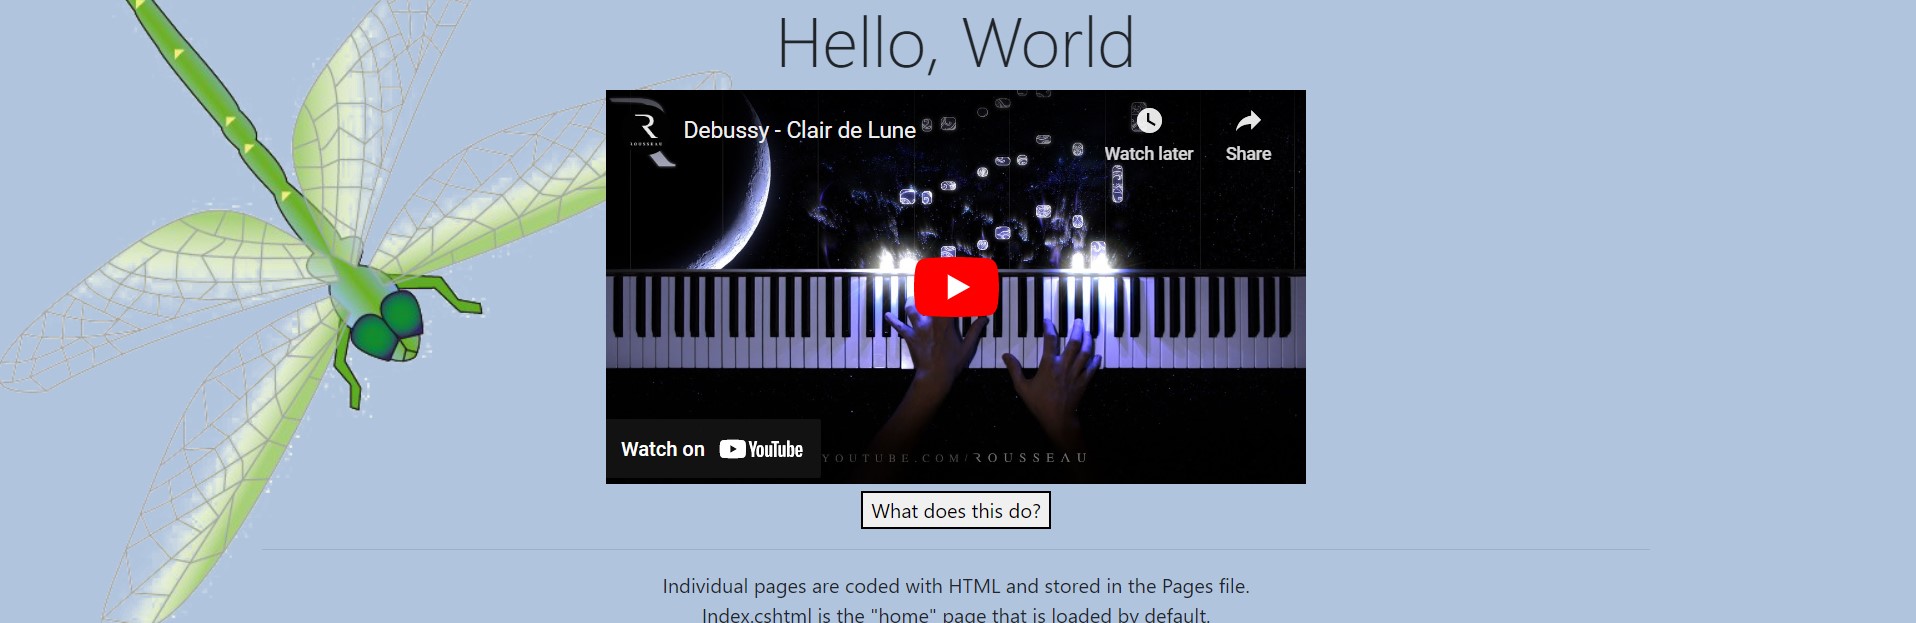 Hello, World
R
ROUSSEAU
Debussy - Clair de Lune
Watch later
Share
Watch on YouTube
YOUTUBE.COM/ROUSSEAU
What does this do?
Individual pages are coded with HTML and stored in the Pages file.
Index.cshtml is the "home" page that is loaded by default.